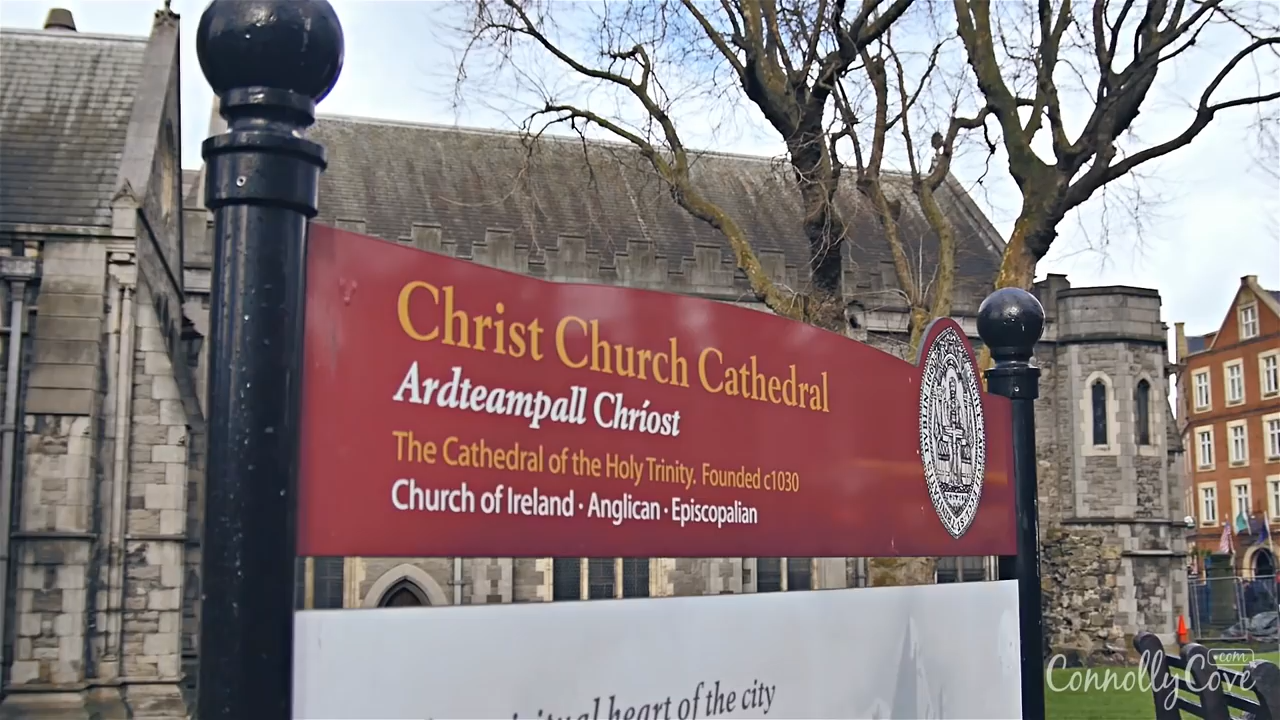 Christ Church Cathedral
Ardteampall Chríost
The Cathedral of the Holy Trinity. Founded c1030
Church of Ireland · Anglican · Episcopalian
heart of the city
ConnollyCove.com